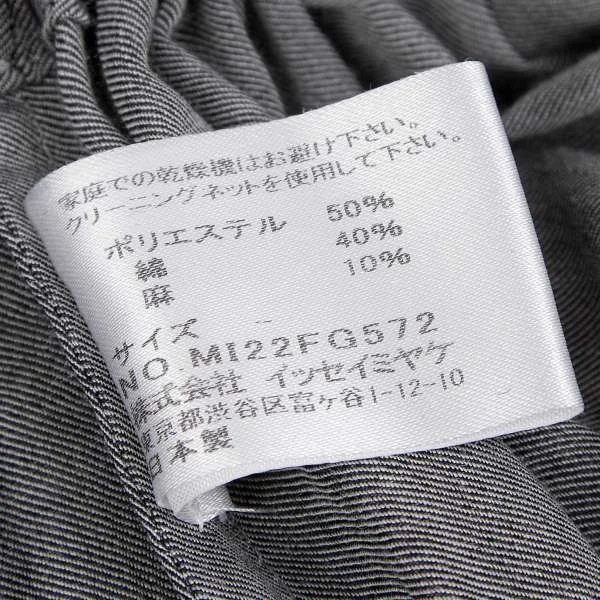 家庭での乾燥機はお避け下さい。
クリーニングネットを使用して下さい。
ポリエステル 50%
綿 40%
麻 10%
サイズ
NO MI22FG572
株式会社 イッセイミヤケ
東京都渋谷区富ヶ谷1-12-10
日本製